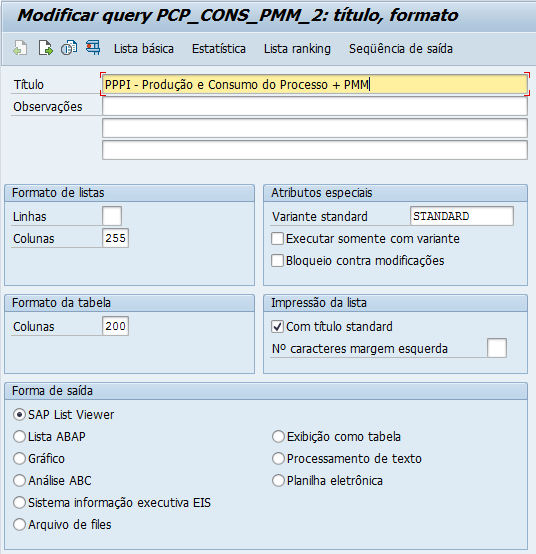 Modificar query PCP_CONS_PMM_2: título, formato
Lista básica Estatística Lista ranking Seqüência de saída
Título PPPI - Produção e Consumo do Processo + PMM
Observações
Formato de listas
Linhas
Colunas 255
Atributos especiais
Variante standard STANDARD
Executar somente com variante
Bloqueio contra modificações
Formato da tabela
Colunas 200
Impressão da lista
Com título standard
Nº caracteres margem esquerda
Forma de saída
SAP List Viewer
Lista ABAP
Gráfico
Análise ABC
Sistema informação executiva EIS
Arquivo de files
Exibição como tabela
Processamento de texto
Planilha eletrônica